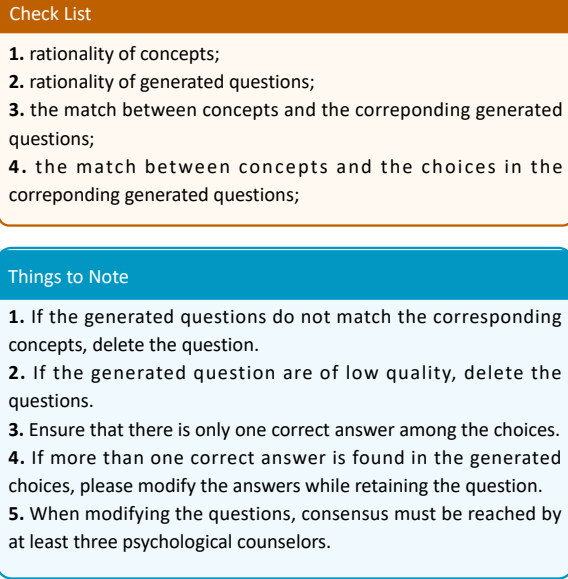 Check List
1. rationality of concepts;
2. rationality of generated questions;
3. the match between concepts and the correponding generated
questions;
4. the match between concepts and the choices in the
correponding generated questions;
Things to Note
1. If the generated questions do not match the corresponding
concepts, delete the question.
2. If the generated question are of low quality, delete the
questions.
3. Ensure that there is only one correct answer among the choices.
4. If more than one correct answer is found in the generated
choices, please modify the answers while retaining the question.
5. When modifying the questions, consensus must be reached by
at least three psychological counselors.